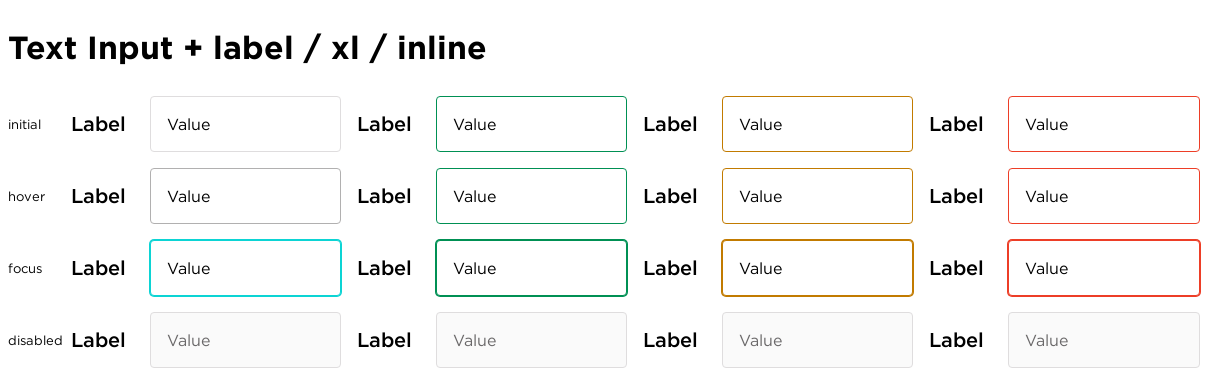 Text Input + label / xl / inline
initial Label Value Label Value Label Value Label Value
hover Label Value Label Value Label Value Label Value
focus Label Value Label Value Label Value Label Value
disabled Label Value Label Value Label Value Label Value